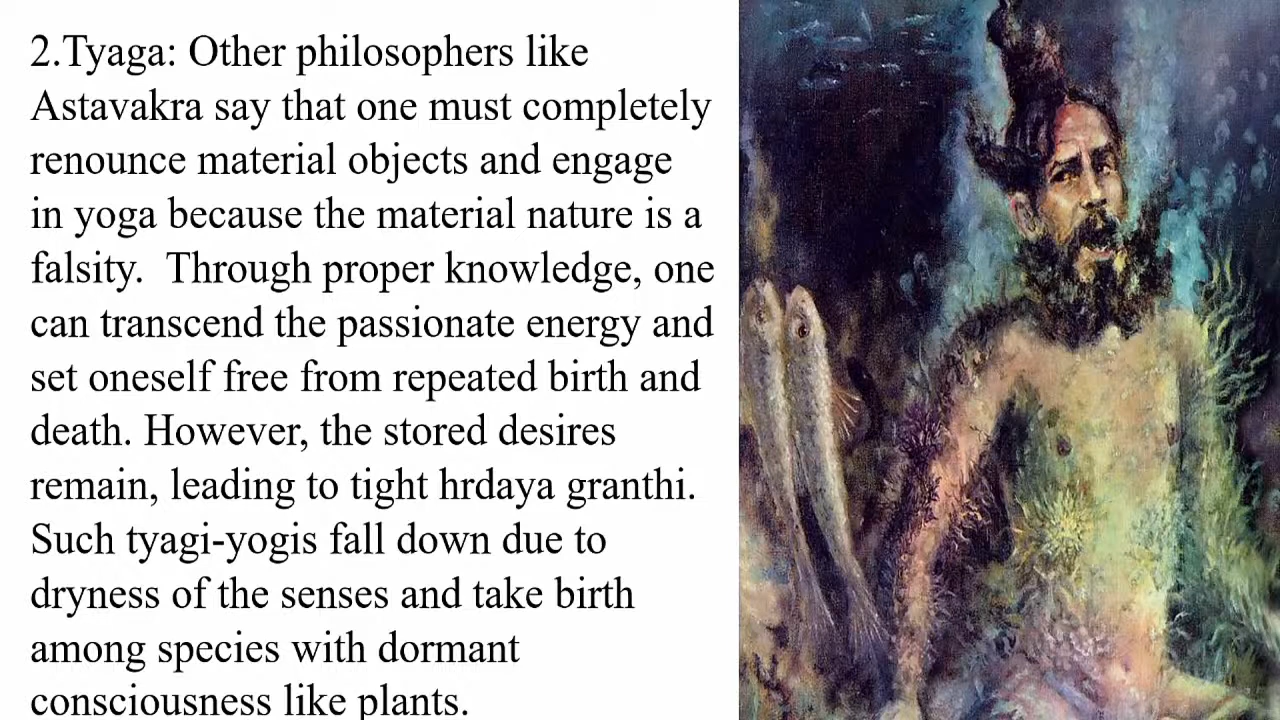 2.Tyaga: Other philosophers like
Astavakra say that one must completely
renounce material objects and engage
in yoga because the material nature is a
falsity.  Through proper knowledge, one
can transcend the passionate energy and
set oneself free from repeated birth and
death. However, the stored desires
remain, leading to tight hrdaya granthi.
Such tyagi-yogis fall down due to
dryness of the senses and take birth
among species with dormant
consciousness like plants.